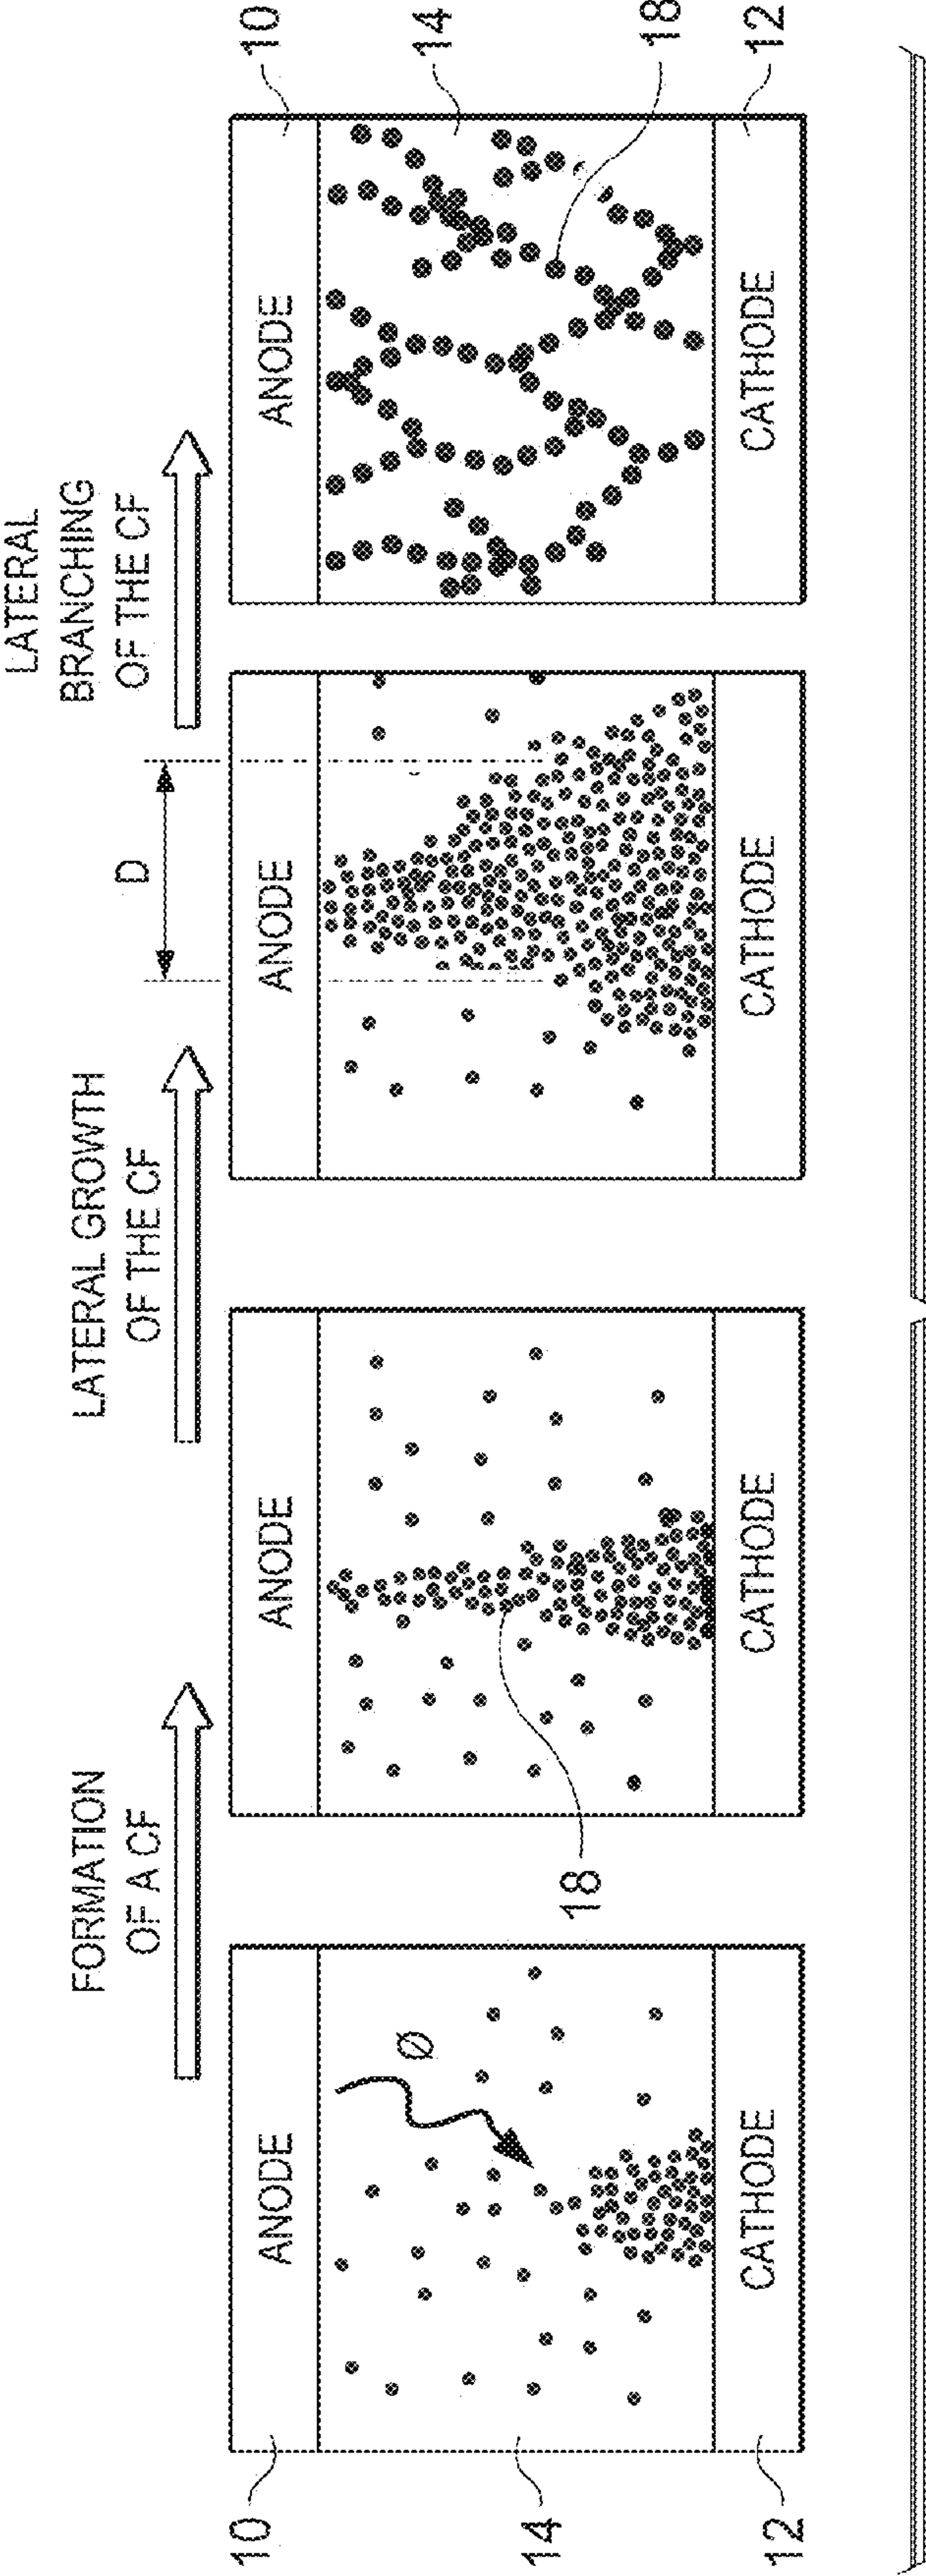 FORMATION
OF A CF
LATERAL GROWTH
OF THE CF
LATERAL
BRANCHING
OF THE CF
D
10
ANODE
ANODE
ANODE
ANODE
10
Ø
14
14
18
18
12
CATHODE
CATHODE
CATHODE
CATHODE
12